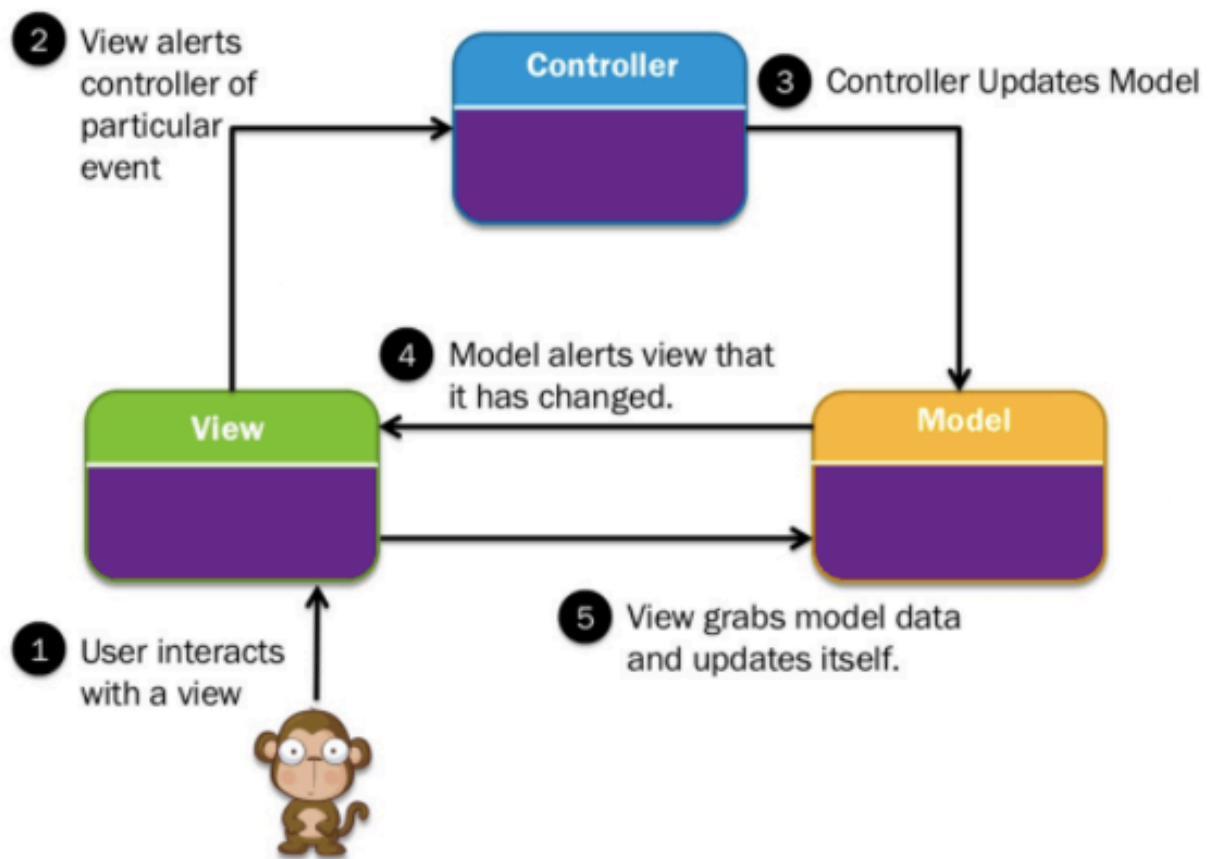 2 View alerts
controller of
particular
event
Controller
3 Controller Updates Model
4 Model alerts view that
it has changed.
View
Model
5 View grabs model data
and updates itself.
1 User interacts
with a view